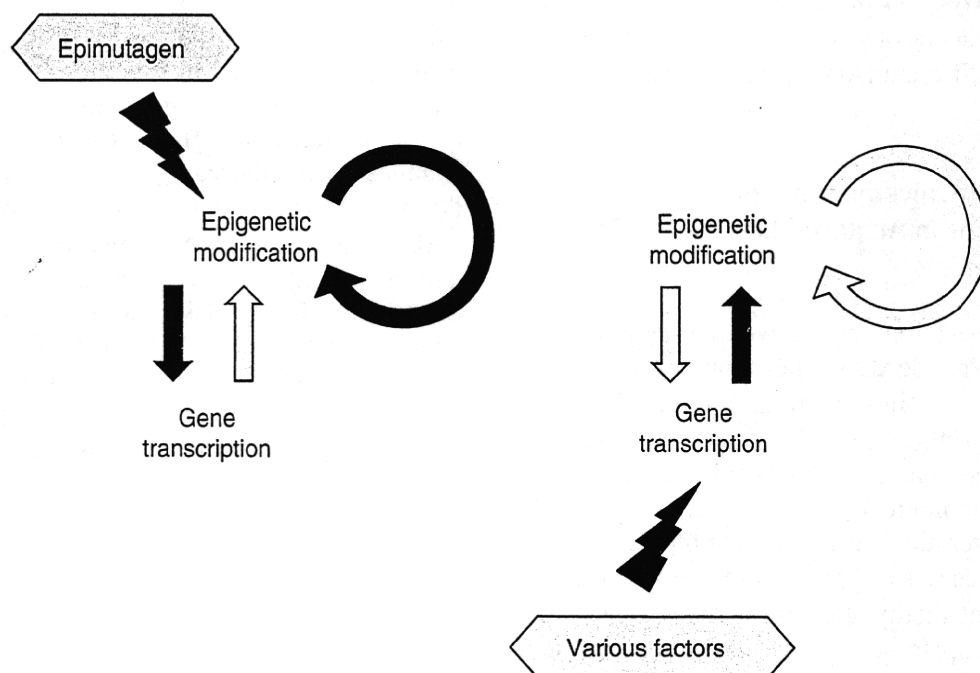 Epimutagen
Epigenetic
modification
Gene
transcription
Epigenetic
modification
Gene
transcription
Various factors